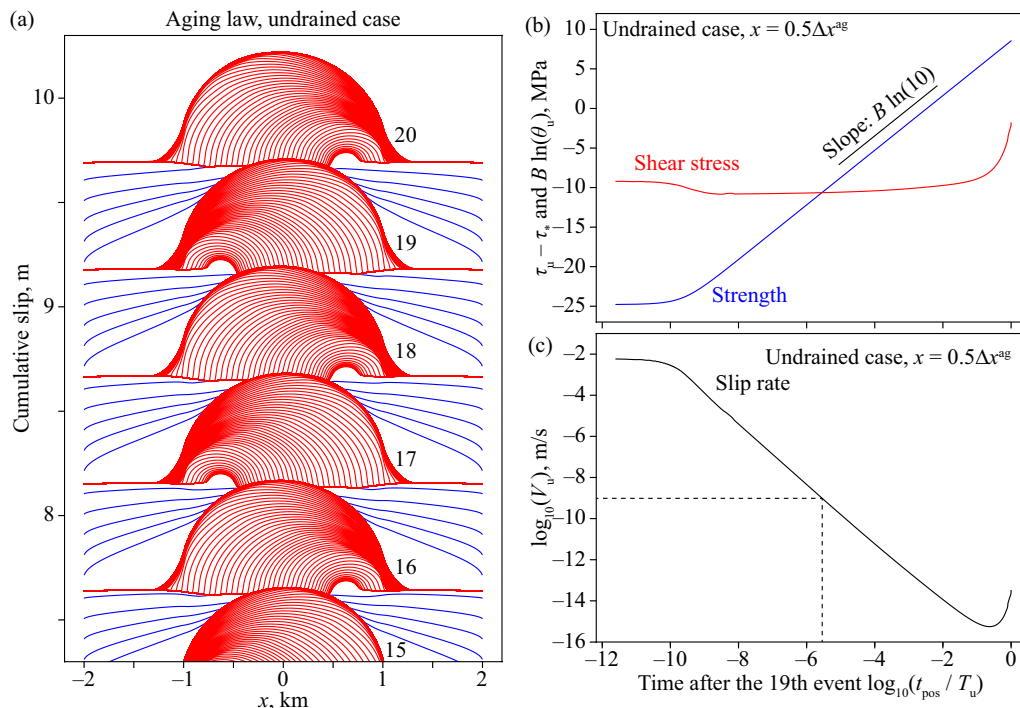 (a)
Aging law, undrained case
10
9
8
Cumulative slip, m
20
19
18
17
16
15
−2
−1
0
1
2
x, km
(b)
Undrained case, x = 0.5Δx^ag
10
5
0
−5
−10
−15
−20
−25
τ_u − τ_* and B ln(θ_u), MPa
Slope: B ln(10)
Shear stress
Strength
(c)
Undrained case, x = 0.5Δx^ag
−2
−4
−6
−8
−10
−12
−14
−16
log₁₀(V_u), m/s
Slip rate
−12
−10
−8
−6
−4
−2
0
Time after the 19th event log₁₀(t_pos / T_u)